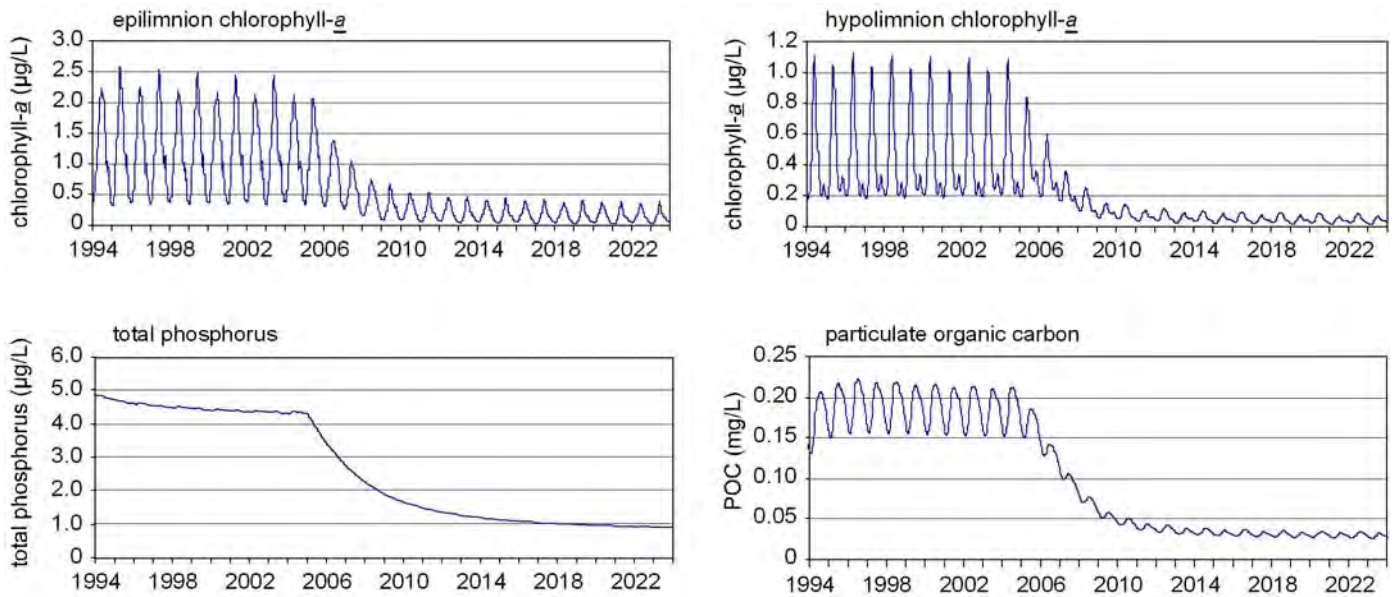 epilimnion chlorophyll-a
chlorophyll-a (µg/L)
3.0
2.5
2.0
1.5
1.0
0.5
0
1994 1998 2002 2006 2010 2014 2018 2022
hypolimnion chlorophyll-a
chlorophyll-a (µg/L)
1.2
1.0
0.8
0.6
0.4
0.2
0
1994 1998 2002 2006 2010 2014 2018 2022
total phosphorus
total phosphorus (µg/L)
6.0
5.0
4.0
3.0
2.0
1.0
0
1994 1998 2002 2006 2010 2014 2018 2022
particulate organic carbon
POC (mg/L)
0.25
0.20
0.15
0.10
0.05
0
1994 1998 2002 2006 2010 2014 2018 2022